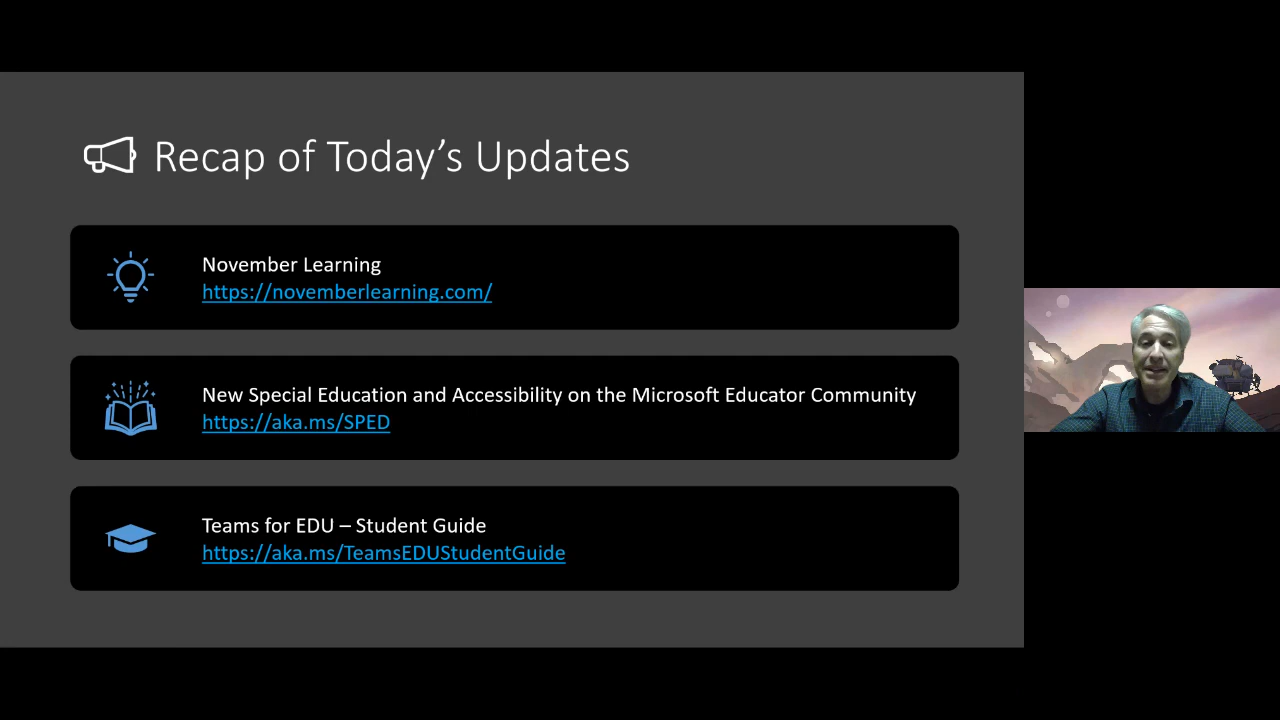 Recap of Today’s Updates
November Learning
https://novemberlearning.com/
New Special Education and Accessibility on the Microsoft Educator Community
https://aka.ms/SPED
Teams for EDU – Student Guide
https://aka.ms/TeamsEDUStudentGuide